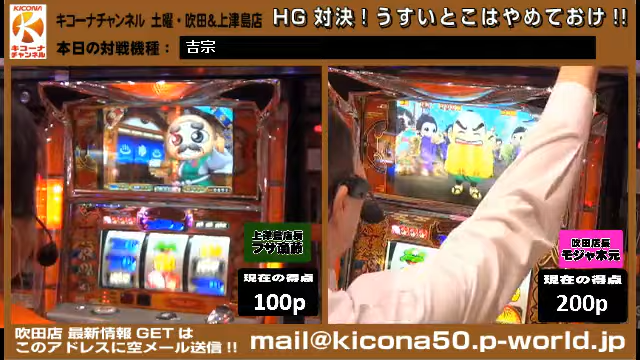 KICONA
キコーナ
チャンネル
キコーナチャンネル 土曜・吹田&上津島店
HG対決!うすいとこはやめておけ!!
本日の対戦機種: 吉宗
上津島店長
フサ須前
現在の得点
100p
吹田店長
モジャ木元
現在の得点
200p
吹田店 最新情報GETは
このアドレスに空メール送信!!
mail@kicona50.p-world.jp